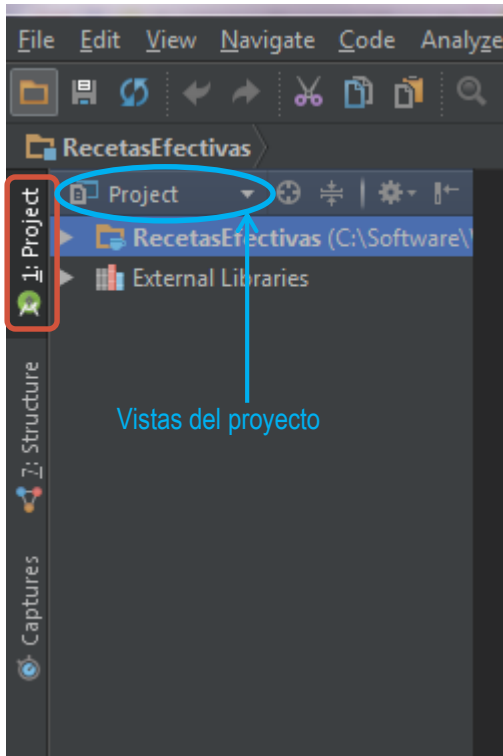 File Edit View Navigate Code Analyze
RecetasEfectivas
Project
RecetasEfectivas (C:\Software\
External Libraries
Vistas del proyecto
1: Project
7: Structure
Captures